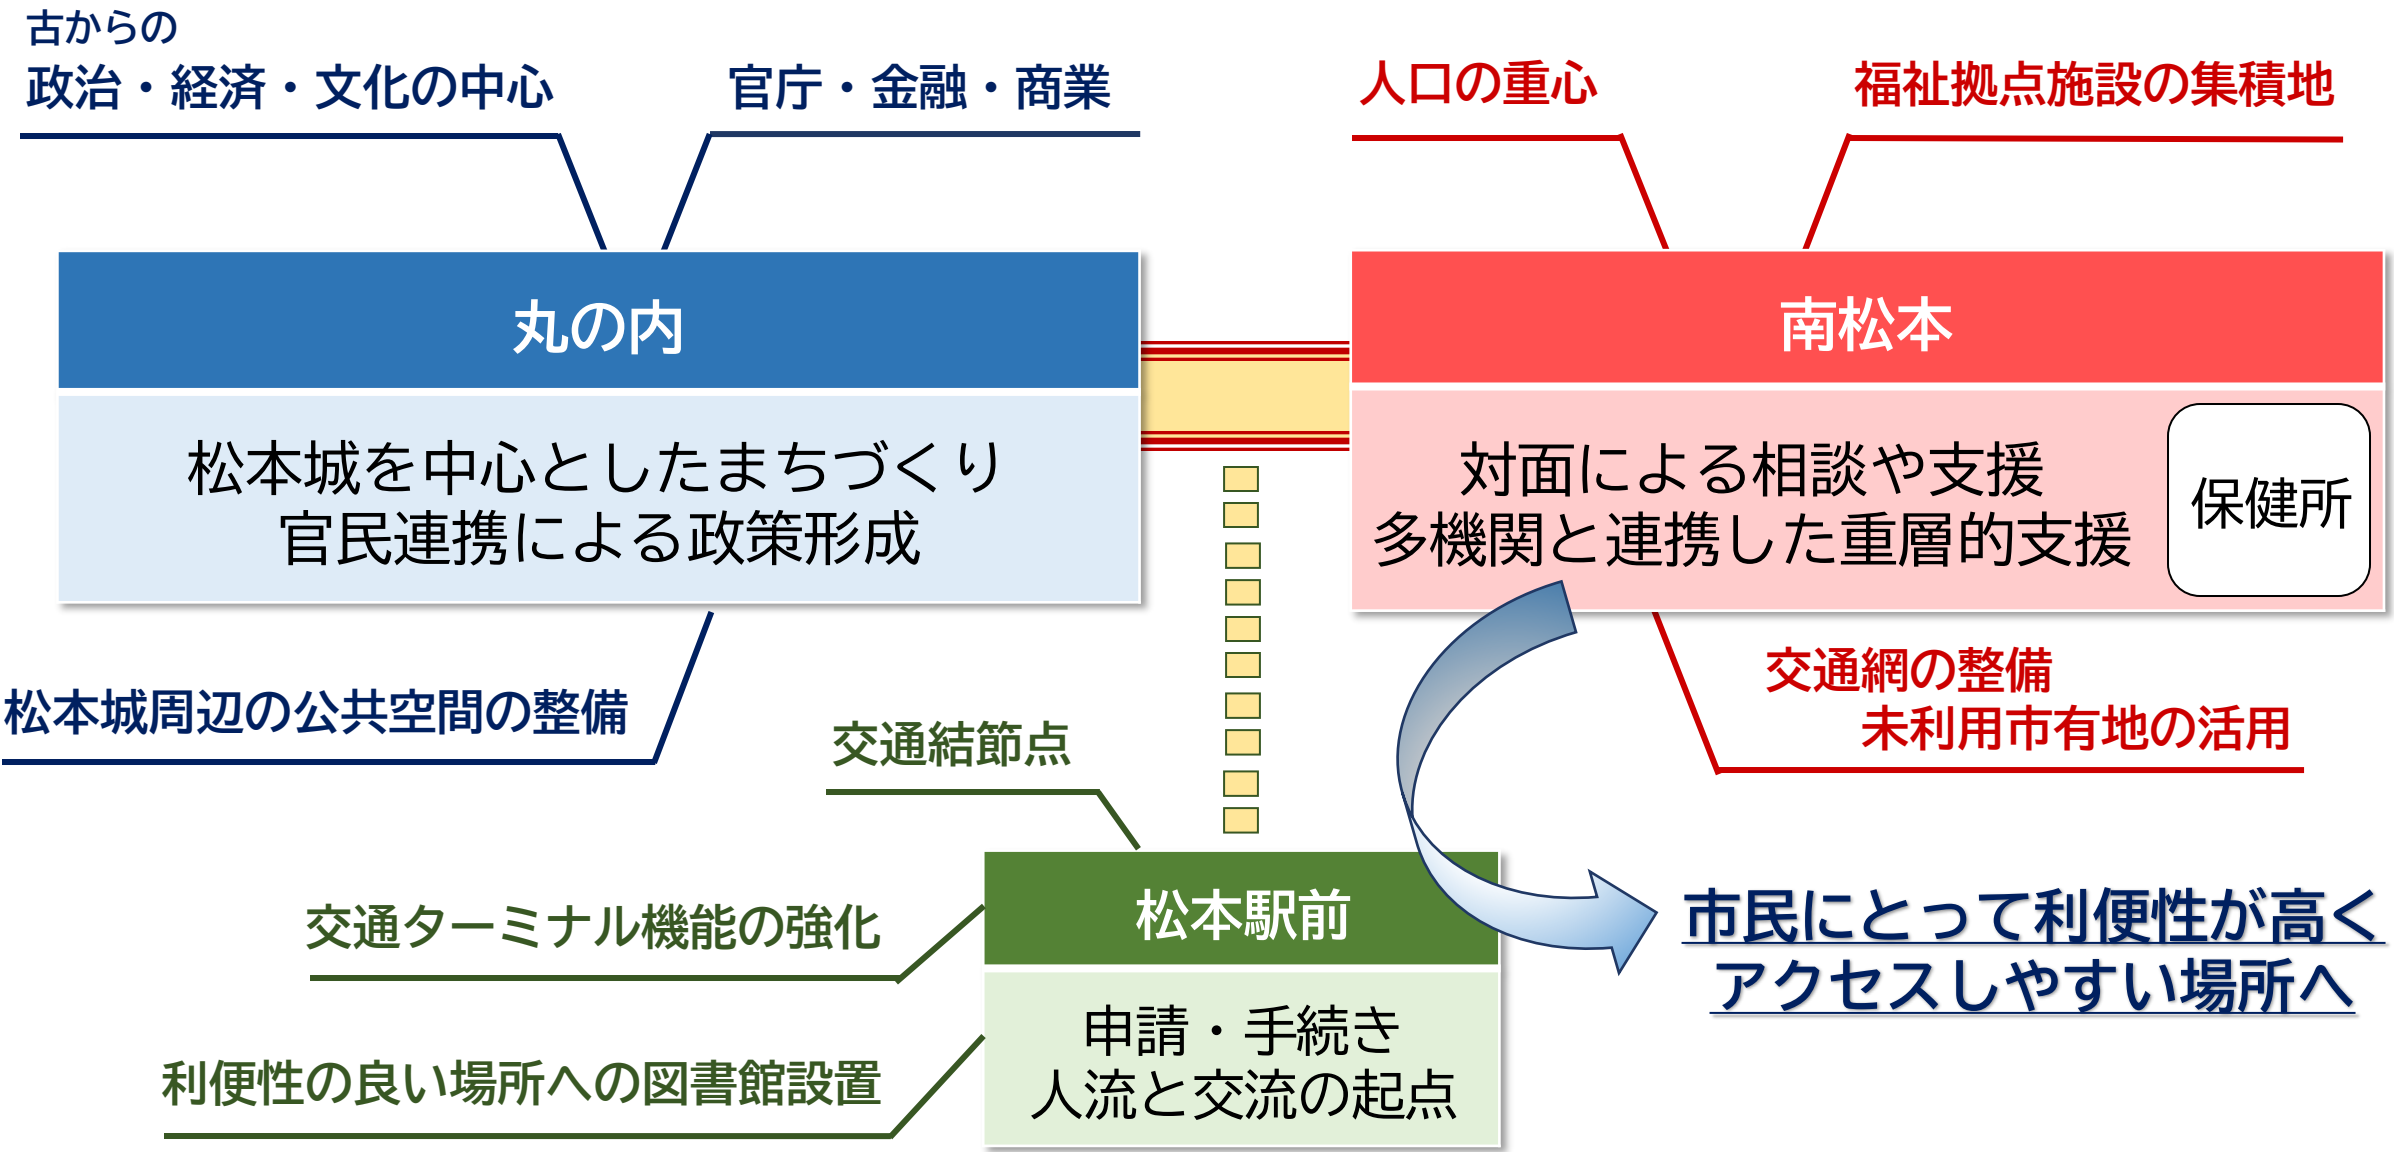 古からの
政治・経済・文化の中心
官庁・金融・商業
人口の重心
福祉拠点施設の集積地
丸の内
松本城を中心としたまちづくり
官民連携による政策形成
南松本
対面による相談や支援
多機関と連携した重層的支援
保健所
松本城周辺の公共空間の整備
交通網の整備
未利用市有地の活用
交通結節点
交通ターミナル機能の強化
利便性の良い場所への図書館設置
松本駅前
申請・手続き
人流と交流の起点
市民にとって利便性が高く
アクセスしやすい場所へ